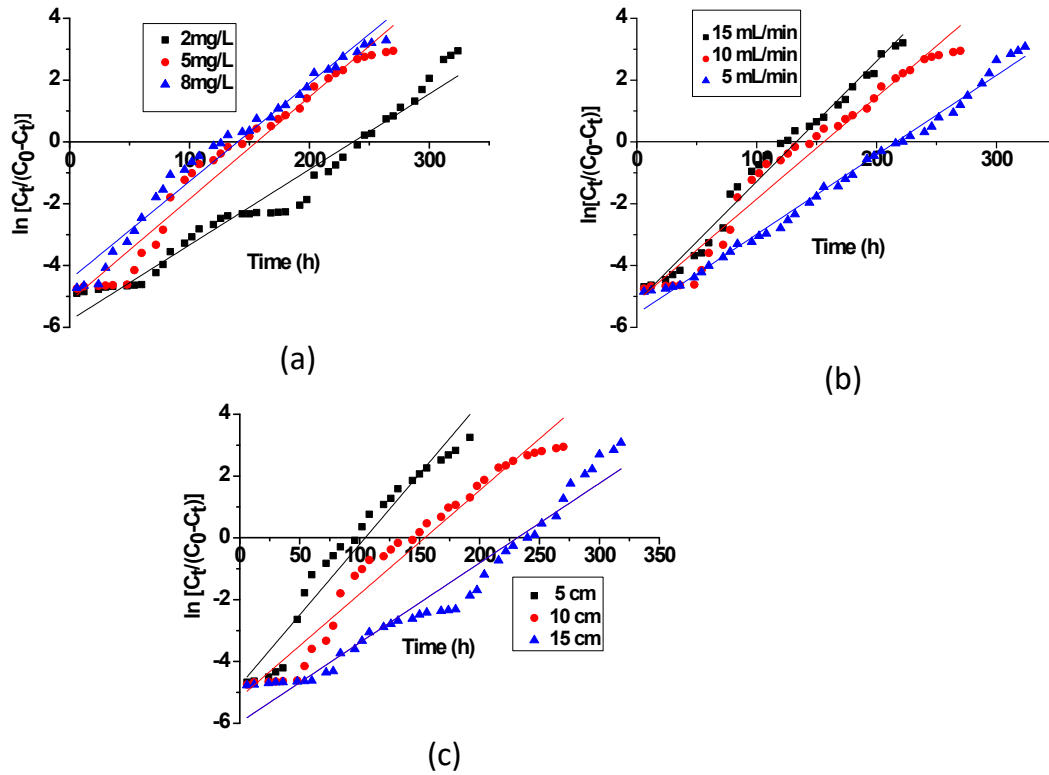 4
2
0
-2
-4
-6
0
100
200
300
ln [Cₜ/(C₀-Cₜ)]
Time (h)
2mg/L
5mg/L
8mg/L
(a)
4
2
0
-2
-4
-6
0
100
200
300
ln[Cₜ/(C₀-Cₜ)]
Time (h)
15 mL/min
10 mL/min
5 mL/min
(b)
4
2
0
-2
-4
-6
0
50
100
150
200
250
300
350
ln [Cₜ/(C₀-Cₜ)]
Time (h)
5 cm
10 cm
15 cm
(c)